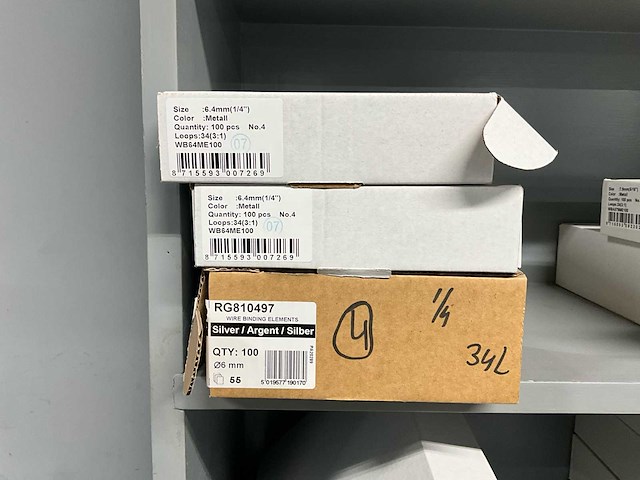 Size :6.4mm(1/4")
Color :Metall
Quantity: 100 pcs No.4
Loops:34(3:1)
WB64ME100
07
8 715593 007269
Size :6.4mm(1/4")
Color :Metall
Quantity: 100 pcs No.4
Loops:34(3:1)
WB64ME100
07
8 715593 007269
RG810497
WIRE BINDING ELEMENTS
Silver / Argent / Silber
QTY: 100
Ø6 mm
55
5 019577 190170
4
1/4
34L